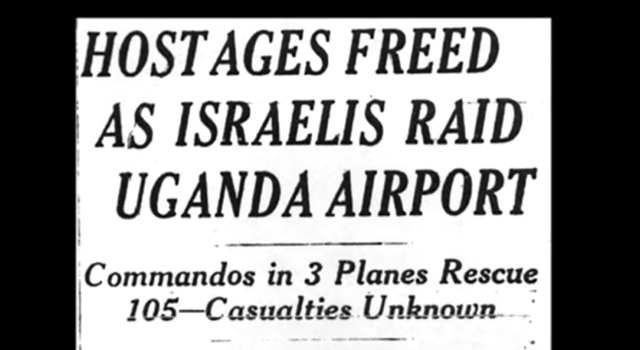 HOSTAGES FREED
AS ISRAELIS RAID
UGANDA AIRPORT
Commandos in 3 Planes Rescue
105—Casualties Unknown